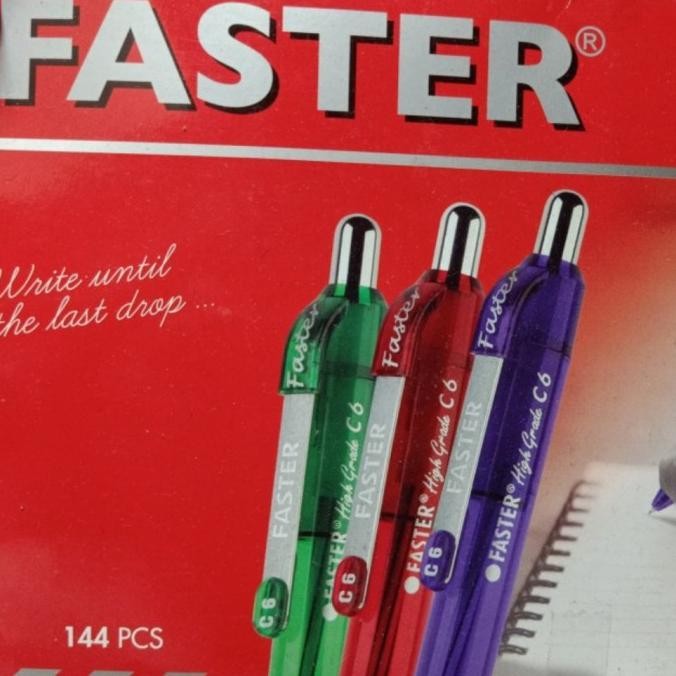 FASTER®
Write until
the last drop ...
Faster
Faster
Faster
FASTER
FASTER
FASTER
FASTER® High Grade C6
FASTER® High Grade C6
FASTER® High Grade C6
C6
C6
C6
144 PCS